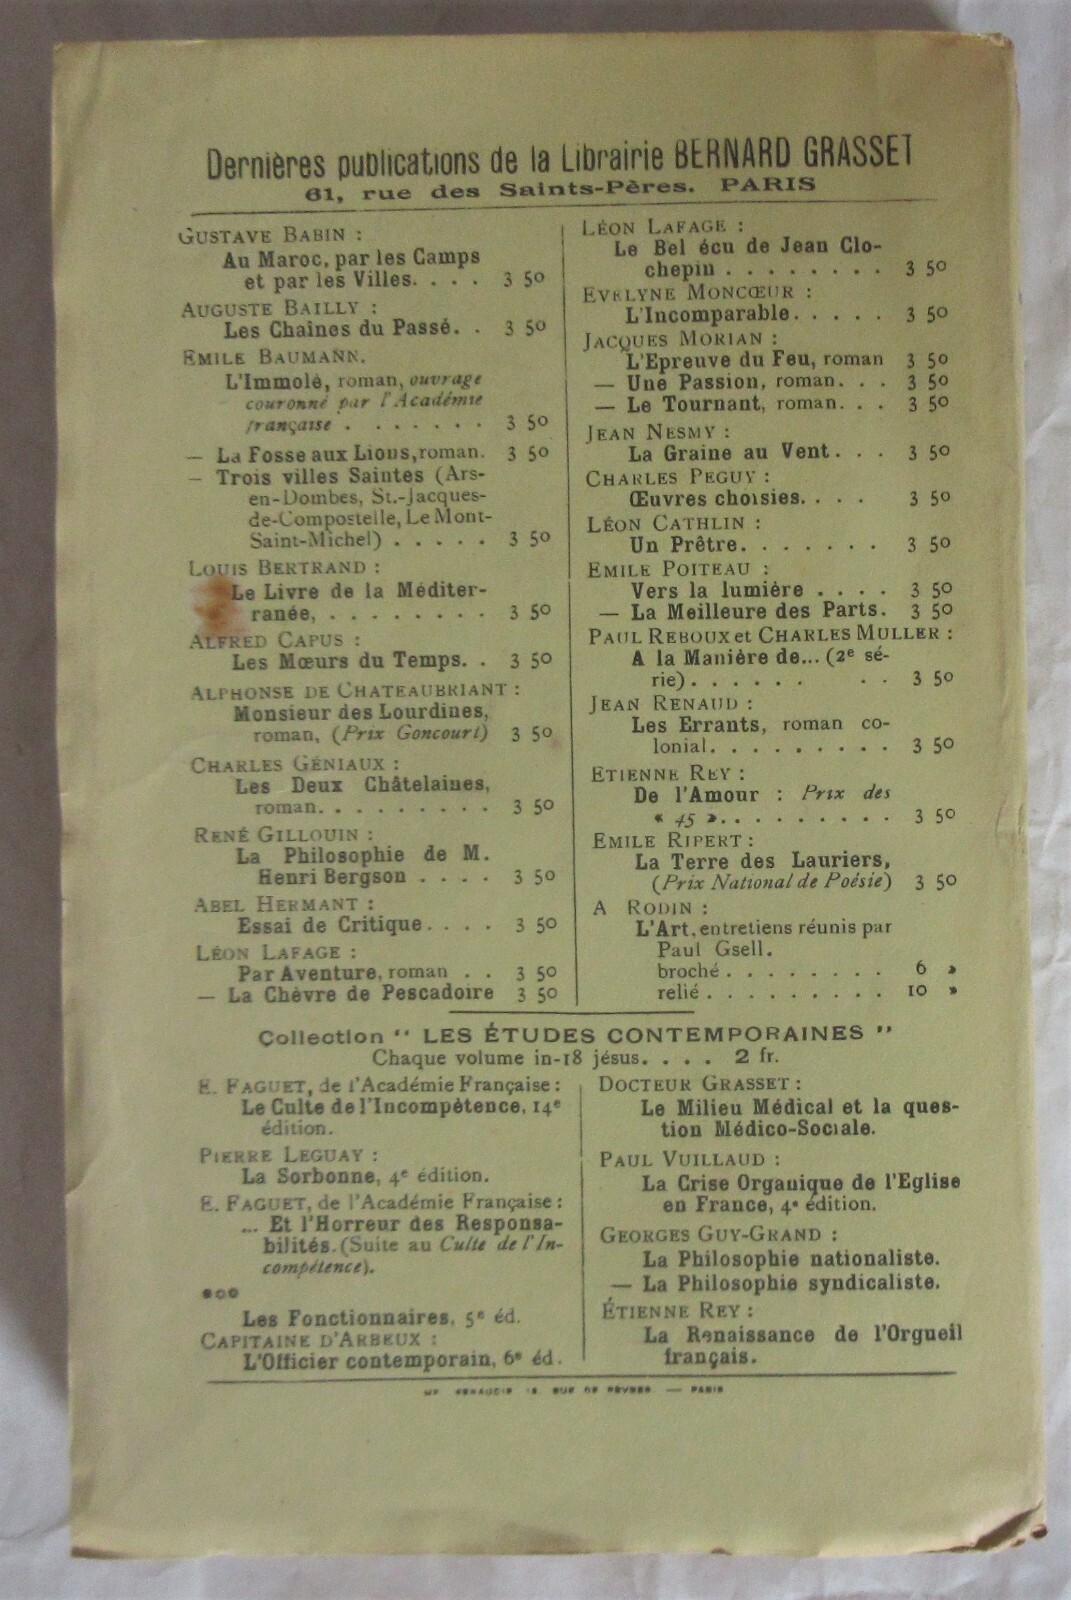 Dernières publications de la Librairie BERNARD GRASSET
61, rue des Saints-Pères. PARIS
GUSTAVE BABIN :
Au Maroc, par les Camps
et par les Villes. . . . 3 50
AUGUSTE BAILLY :
Les Chaînes du Passé. . 3 50
EMILE BAUMANN.
L'Immolé, roman, ouvrage
couronné par l'Académie
française . . . . . . . 3 50
— La Fosse aux Lions, roman. 3 50
— Trois villes Saintes (Ars-
en-Dombes, St.-Jacques-
de-Compostelle, Le Mont-
Saint-Michel) . . . . . 3 50
LOUIS BERTRAND :
Le Livre de la Méditer-
ranée, . . . . . . . . 3 50
ALFRED CAPUS :
Les Mœurs du Temps. . 3 50
ALPHONSE DE CHATEAUBRIANT :
Monsieur des Lourdines,
roman, (Prix Goncourt) 3 50
CHARLES GÉNIAUX :
Les Deux Châtelaines,
roman. . . . . . . . . 3 50
RENÉ GILLOUIN :
La Philosophie de M.
Henri Bergson . . . . 3 50
ABEL HERMANT :
Essai de Critique. . . . 3 50
LÉON LAFAGE :
Par Aventure, roman . . 3 50
— La Chèvre de Pescadoire 3 50
LÉON LAFAGE :
Le Bel écu de Jean Clo-
chepin . . . . . . . . 3 50
EVELYNE MONCŒUR :
L'Incomparable. . . . . 3 50
JACQUES MORIAN :
L'Epreuve du Feu, roman 3 50
— Une Passion, roman. . . 3 50
— Le Tournant, roman. . . 3 50
JEAN NESMY :
La Graine au Vent. . . 3 50
CHARLES PEGUY :
Œuvres choisies. . . . 3 50
LÉON CATHLIN :
Un Prêtre. . . . . . . 3 50
EMILE POITEAU :
Vers la lumière . . . . 3 50
— La Meilleure des Parts. 3 50
PAUL REBOUX et CHARLES MULLER :
A la Manière de... (2e sé-
rie) . . . . . . . . 3 50
JEAN RENAUD :
Les Errants, roman co-
lonial. . . . . . . . . 3 50
ETIENNE REY :
De l'Amour : Prix des
« 45 ». . . . . . . . . 3 50
EMILE RIPERT :
La Terre des Lauriers,
(Prix National de Poésie) 3 50
A RODIN :
L'Art, entretiens réunis par
Paul Gsell.
broché . . . . . . . . 6 »
relié . . . . . . . . . 10 »
Collection " LES ÉTUDES CONTEMPORAINES "
Chaque volume in-18 jésus. . . . 2 fr.
E. FAGUET, de l'Académie Française :
Le Culte de l'Incompétence, 14e
édition.
PIERRE LEGUAY :
La Sorbonne, 4e édition.
E. FAGUET, de l'Académie Française :
... Et l'Horreur des Responsa-
bilités. (Suite au Culte de l'In-
compétence).
●●●
Les Fonctionnaires, 5e éd.
CAPITAINE D'ARBEUX :
L'Officier contemporain, 6e éd.
DOCTEUR GRASSET :
Le Milieu Médical et la ques-
tion Médico-Sociale.
PAUL VUILLAUD :
La Crise Organique de l'Eglise
en France, 4e édition.
GEORGES GUY-GRAND :
La Philosophie nationaliste.
— La Philosophie syndicaliste.
ÉTIENNE REY :
La Renaissance de l'Orgueil
français.
RUE DE SÈVRES — PARIS